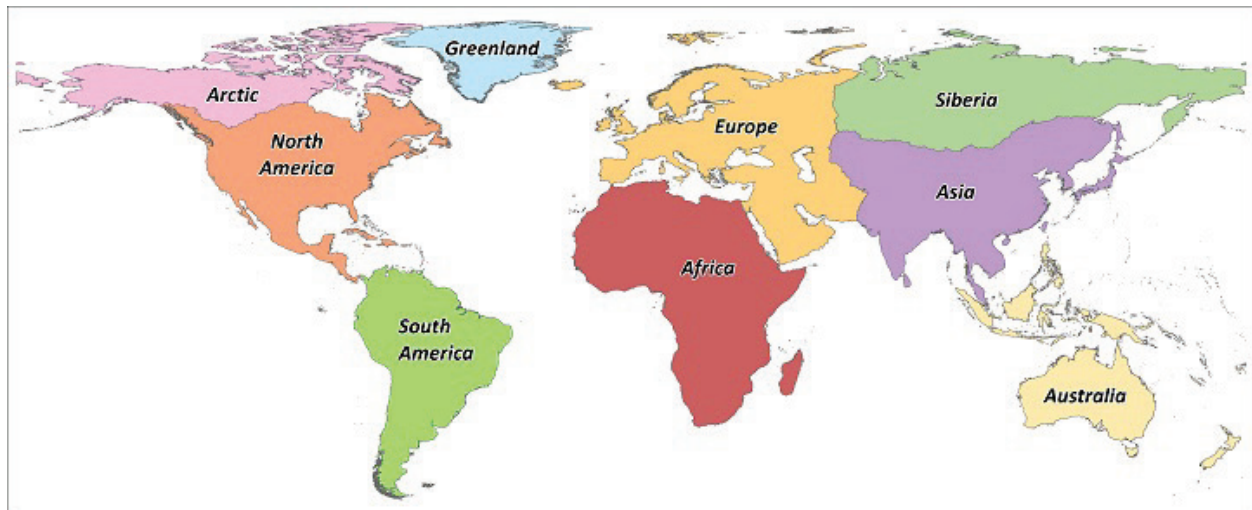 Greenland
Arctic
Siberia
Europe
North
America
Asia
Africa
South
America
Australia